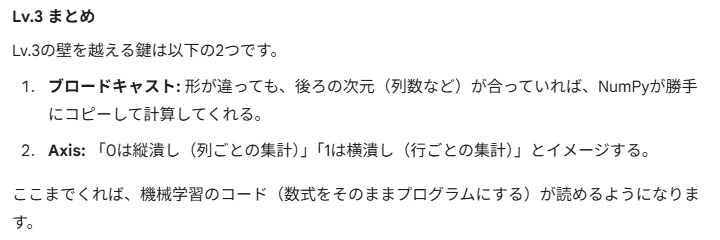 Lv.3 まとめ
Lv.3の壁を越える鍵は以下の2つです。
1. ブロードキャスト: 形が違っても、後ろの次元（列数など）が合っていれば、NumPyが勝手
にコピーして計算してくれる。
2. Axis: 「0は縦潰し（列ごとの集計）」「1は横潰し（行ごとの集計）」とイメージする。
ここまでくれば、機械学習のコード（数式をそのままプログラムにする）が読めるようになりま
す。